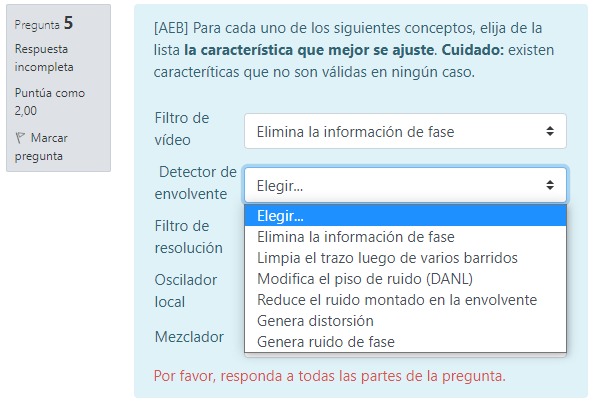 Pregunta 5
Respuesta
incompleta
Puntúa como
2,00
Marcar
pregunta
[AEB] Para cada uno de los siguientes conceptos, elija de la
lista la característica que mejor se ajuste. Cuidado: existen
caracteríticas que no son válidas en ningún caso.
Filtro de
vídeo
Elimina la información de fase
Detector de
envolvente
Elegir...
Elegir...
Elimina la información de fase
Limpia el trazo luego de varios barridos
Modifica el piso de ruido (DANL)
Reduce el ruido montado en la envolvente
Genera distorsión
Genera ruido de fase
Filtro de
resolución
Oscilador
local
Mezclador
Por favor, responda a todas las partes de la pregunta.